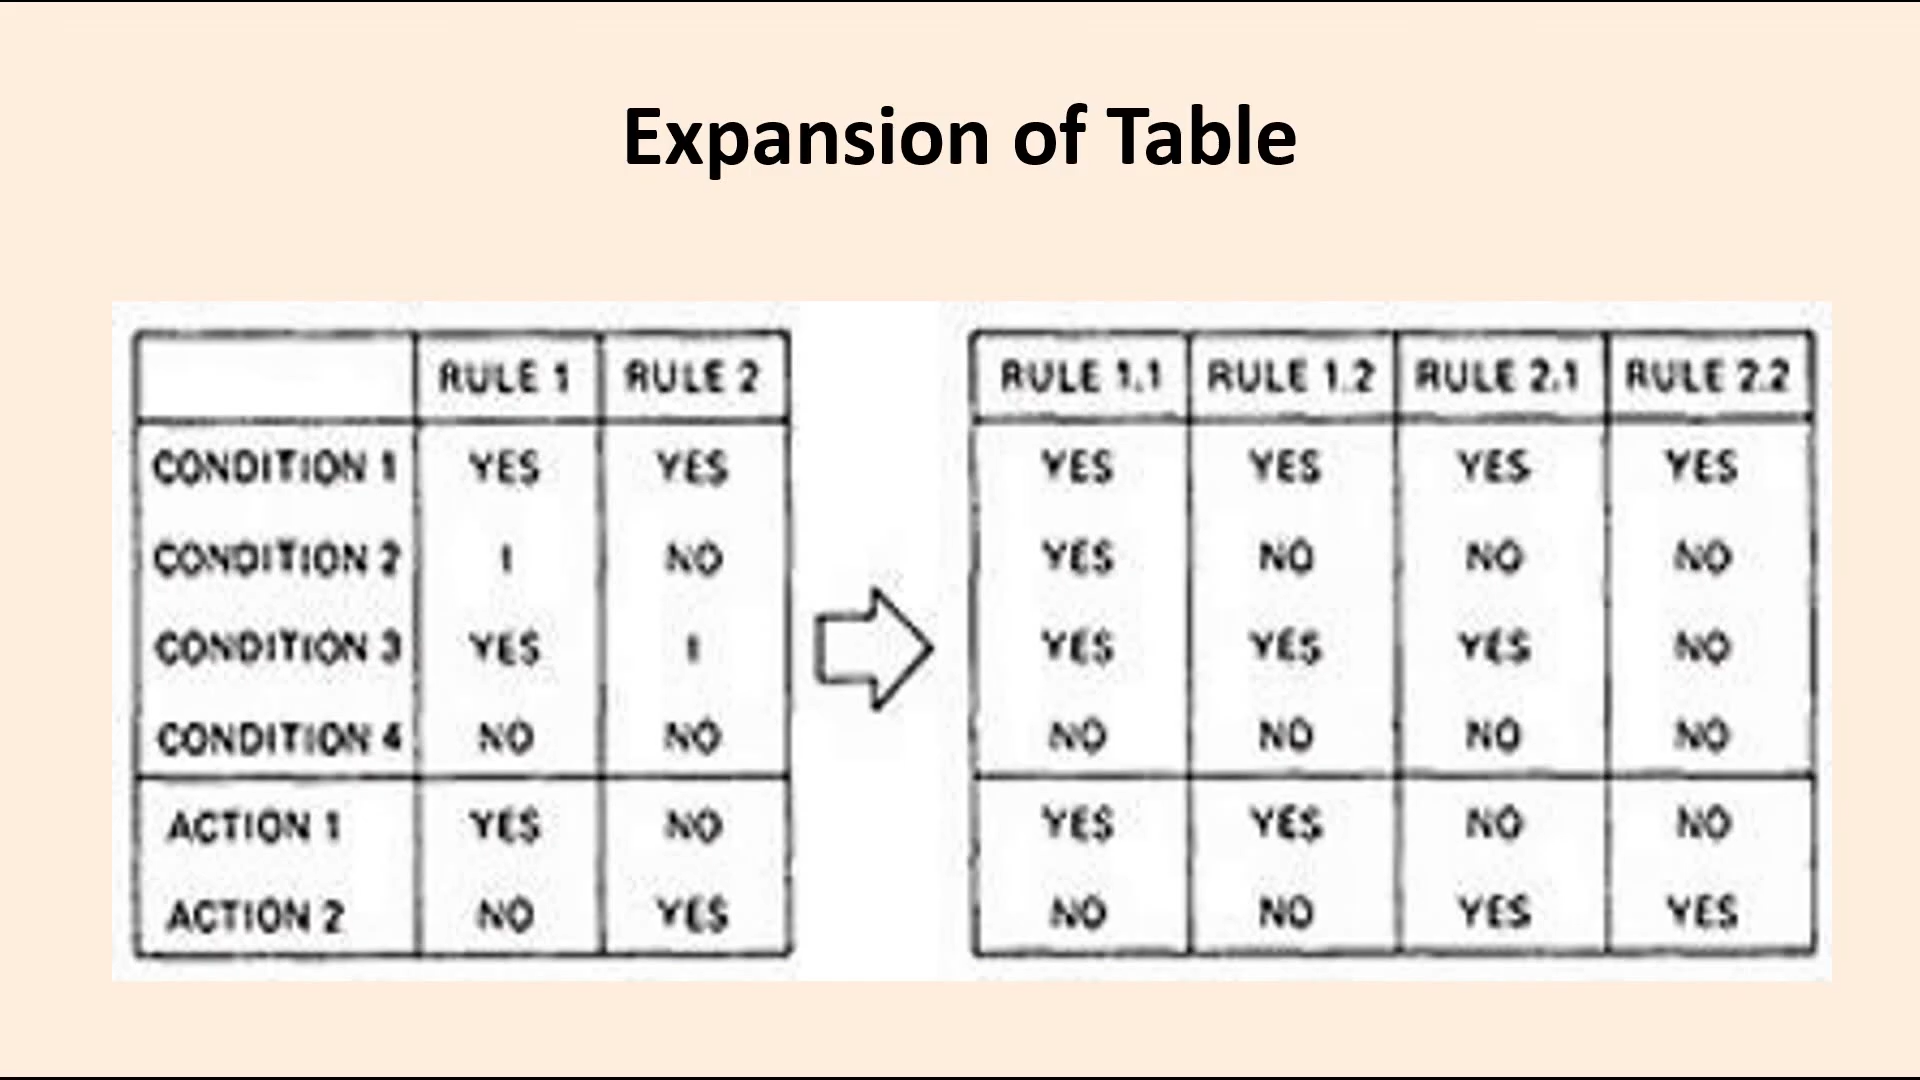 Expansion of Table
RULE 1 RULE 2
CONDITION 1 YES YES
CONDITION 2 I NO
CONDITION 3 YES I
CONDITION 4 NO NO
ACTION 1 YES NO
ACTION 2 NO YES
RULE 1.1 RULE 1.2 RULE 2.1 RULE 2.2
YES YES YES YES
YES NO NO NO
YES YES YES NO
NO NO NO NO
YES YES NO NO
NO NO YES YES